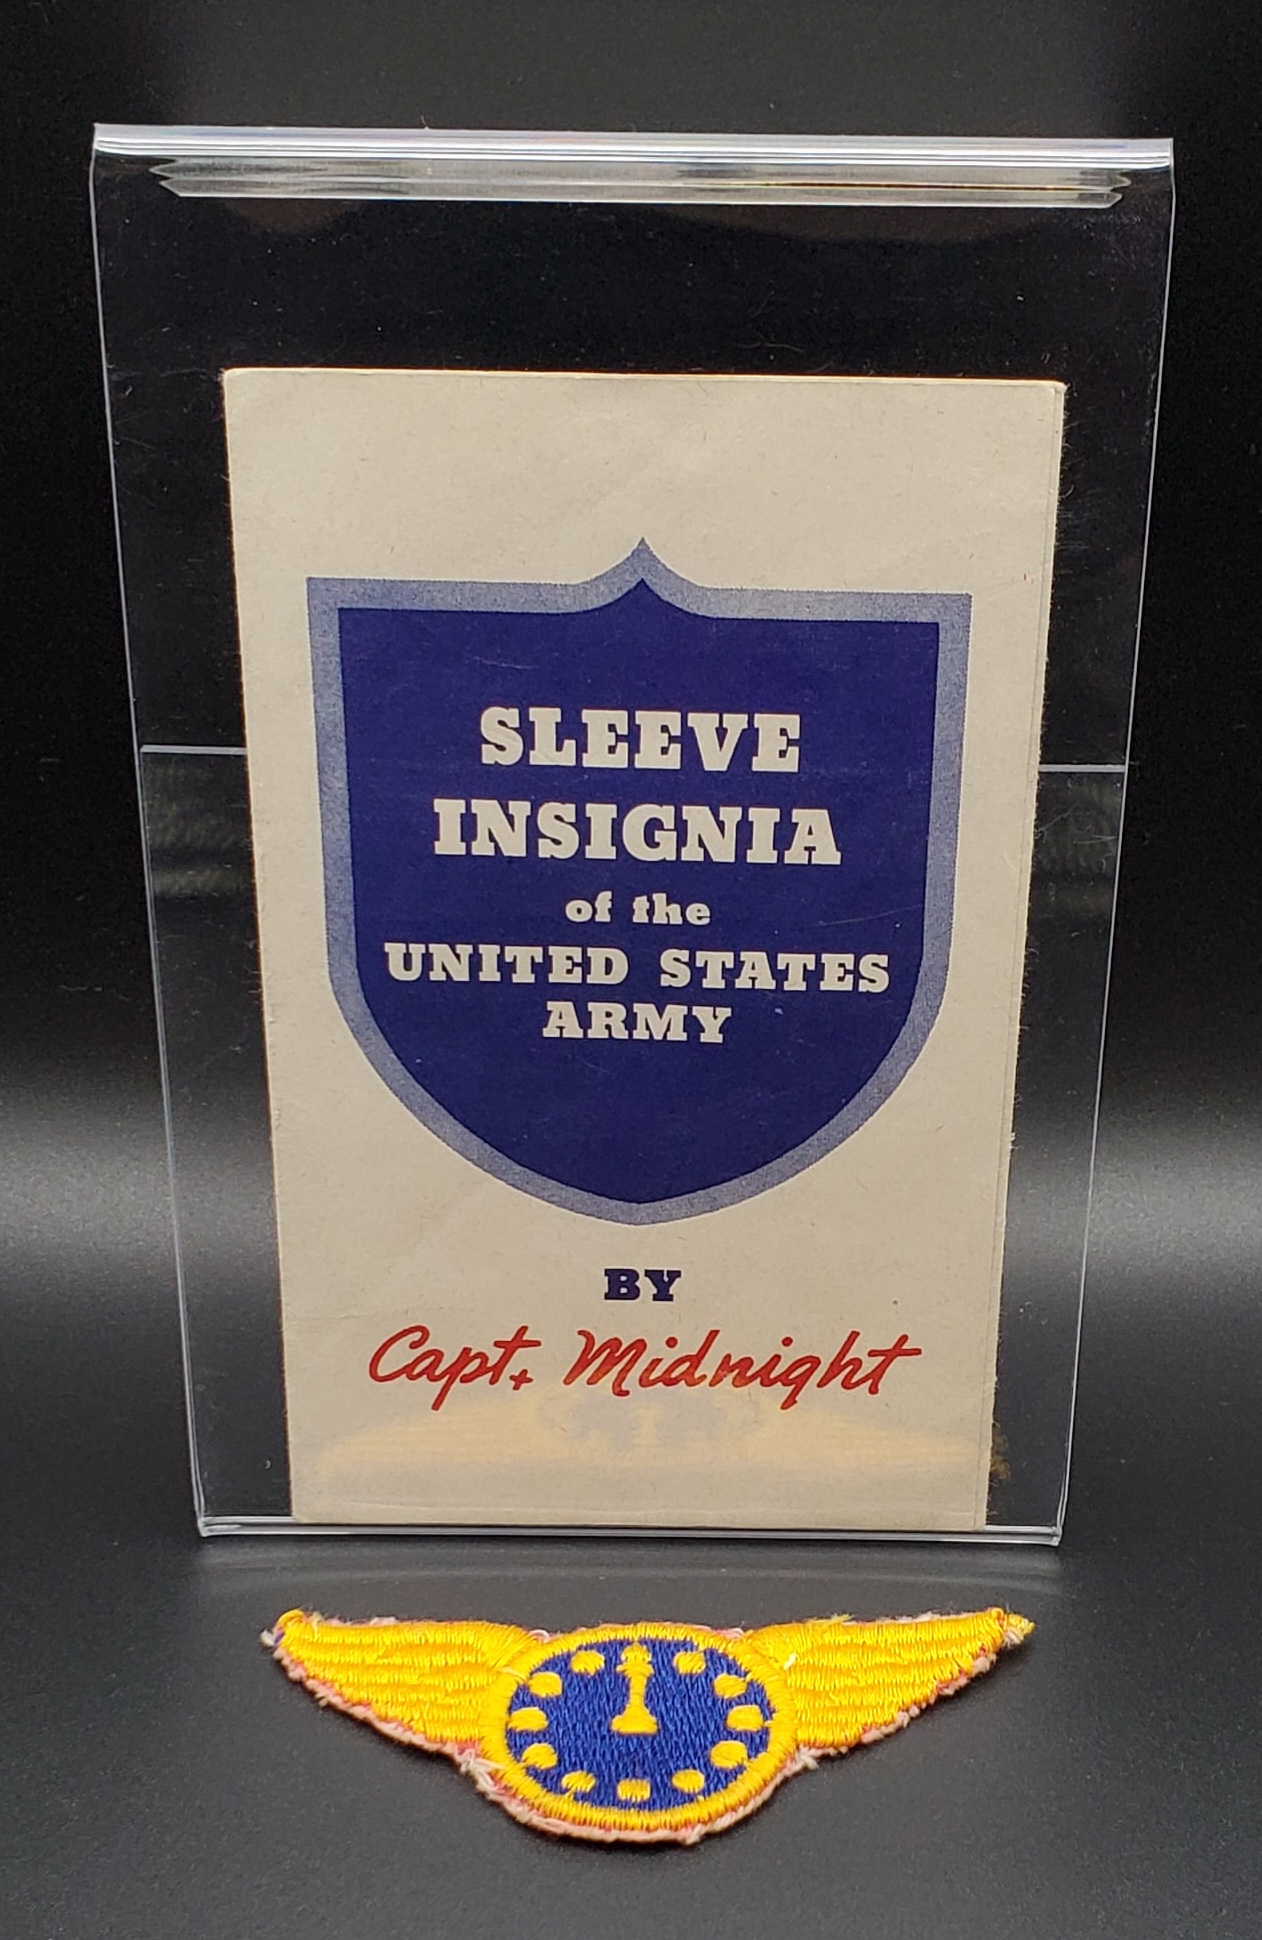 SLEEVE
INSIGNIA
of the
UNITED STATES
ARMY
BY
Capt. Midnight